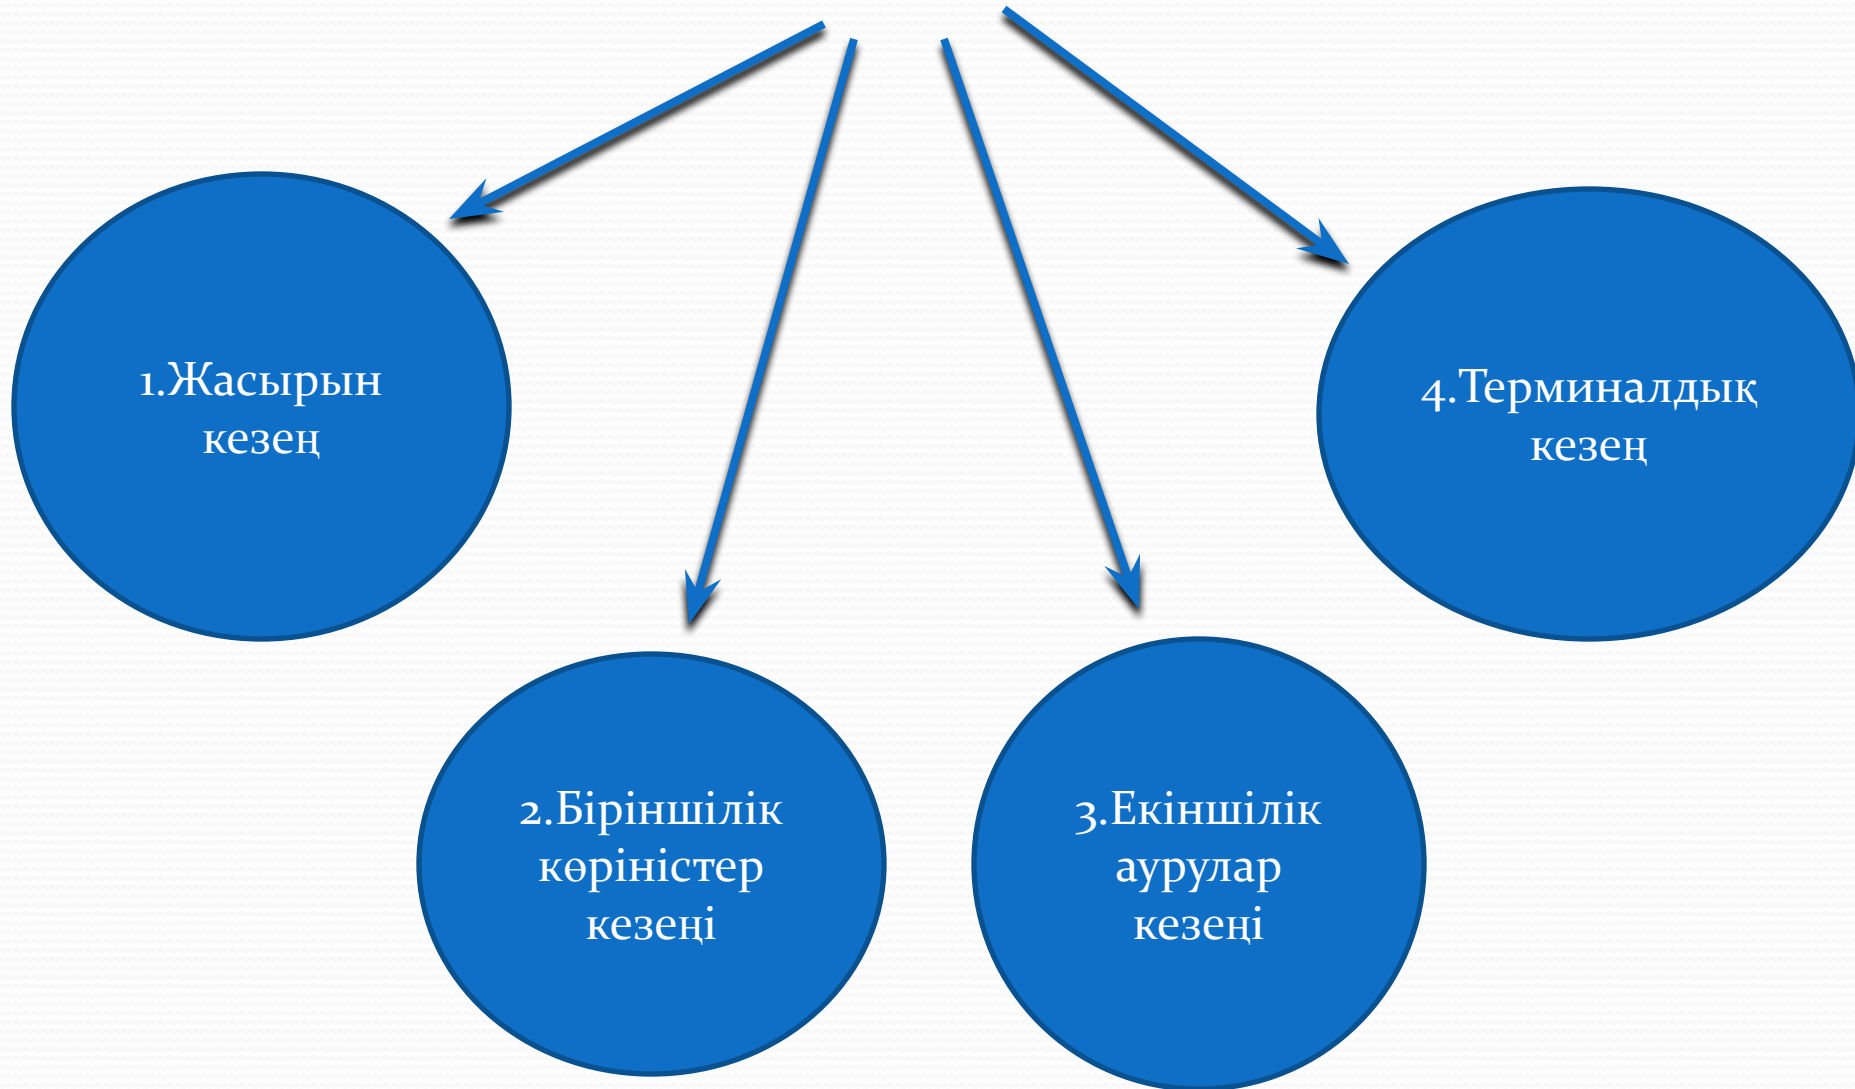 1.Жасырын
кезең
2.Біріншілік
көріністер
кезеңі
3.Екіншілік
аурулар
кезеңі
4.Терминалдық
кезең